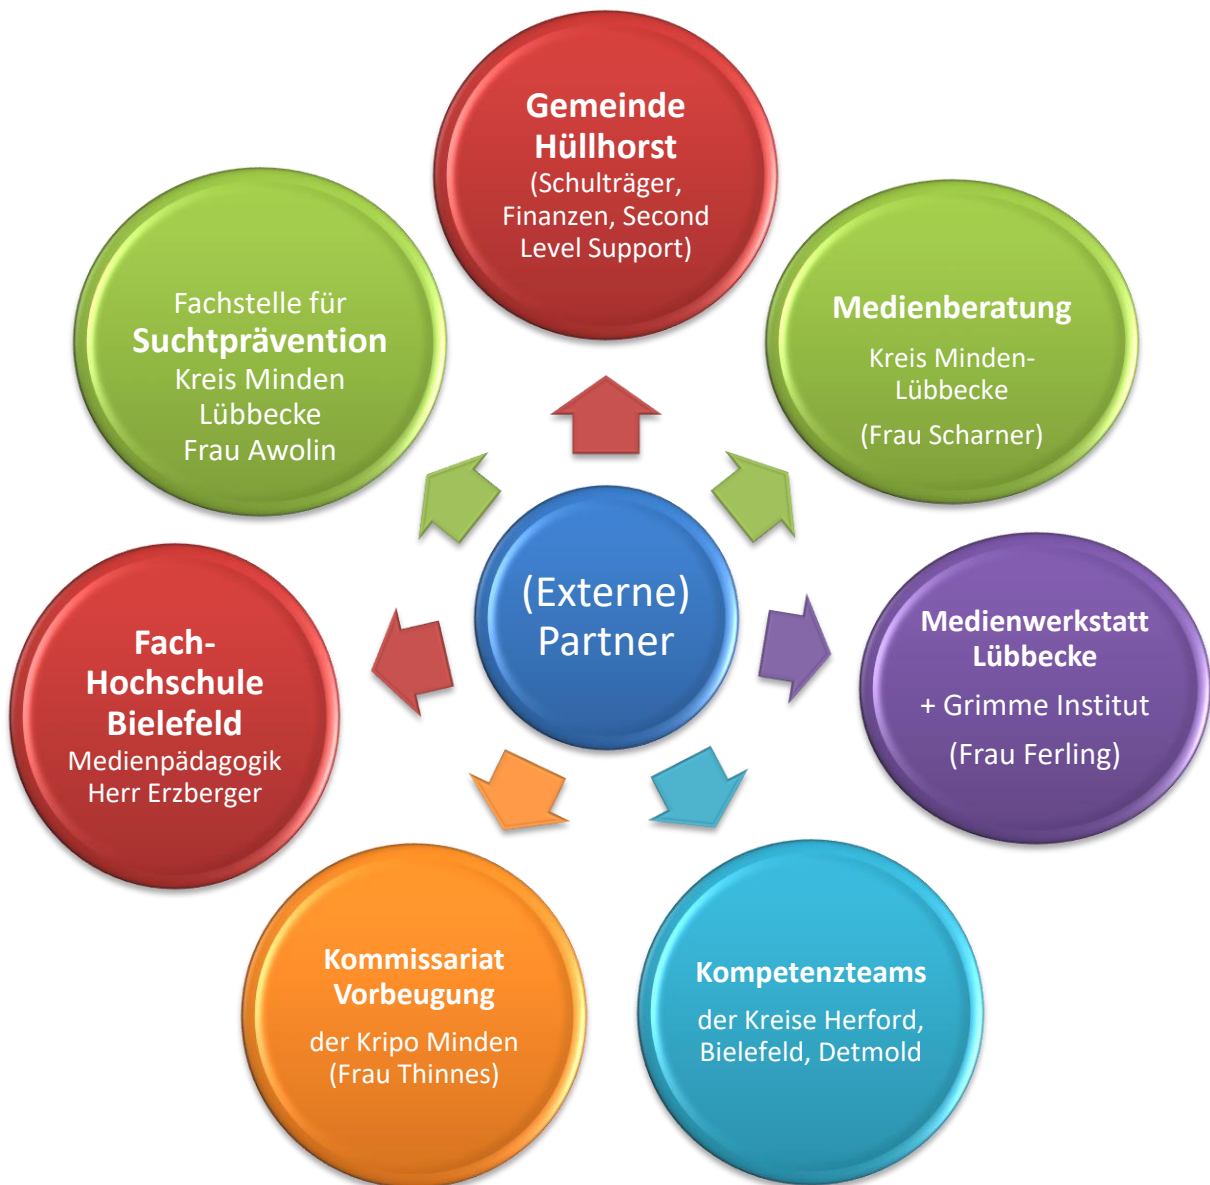 Gemeinde
Hüllhorst
(Schulträger,
Finanzen, Second
Level Support)
Medienberatung
Kreis Minden-
Lübbecke
(Frau Scharner)
Medienwerkstatt
Lübbecke
+ Grimme Institut
(Frau Ferling)
Kompetenzteams
der Kreise Herford,
Bielefeld, Detmold
Kommissariat
Vorbeugung
der Kripo Minden
(Frau Thinnes)
Fach-
Hochschule
Bielefeld
Medienpädagogik
Herr Erzberger
Fachstelle für
Suchtprävention
Kreis Minden
Lübbecke
Frau Awolin
(Externe)
Partner